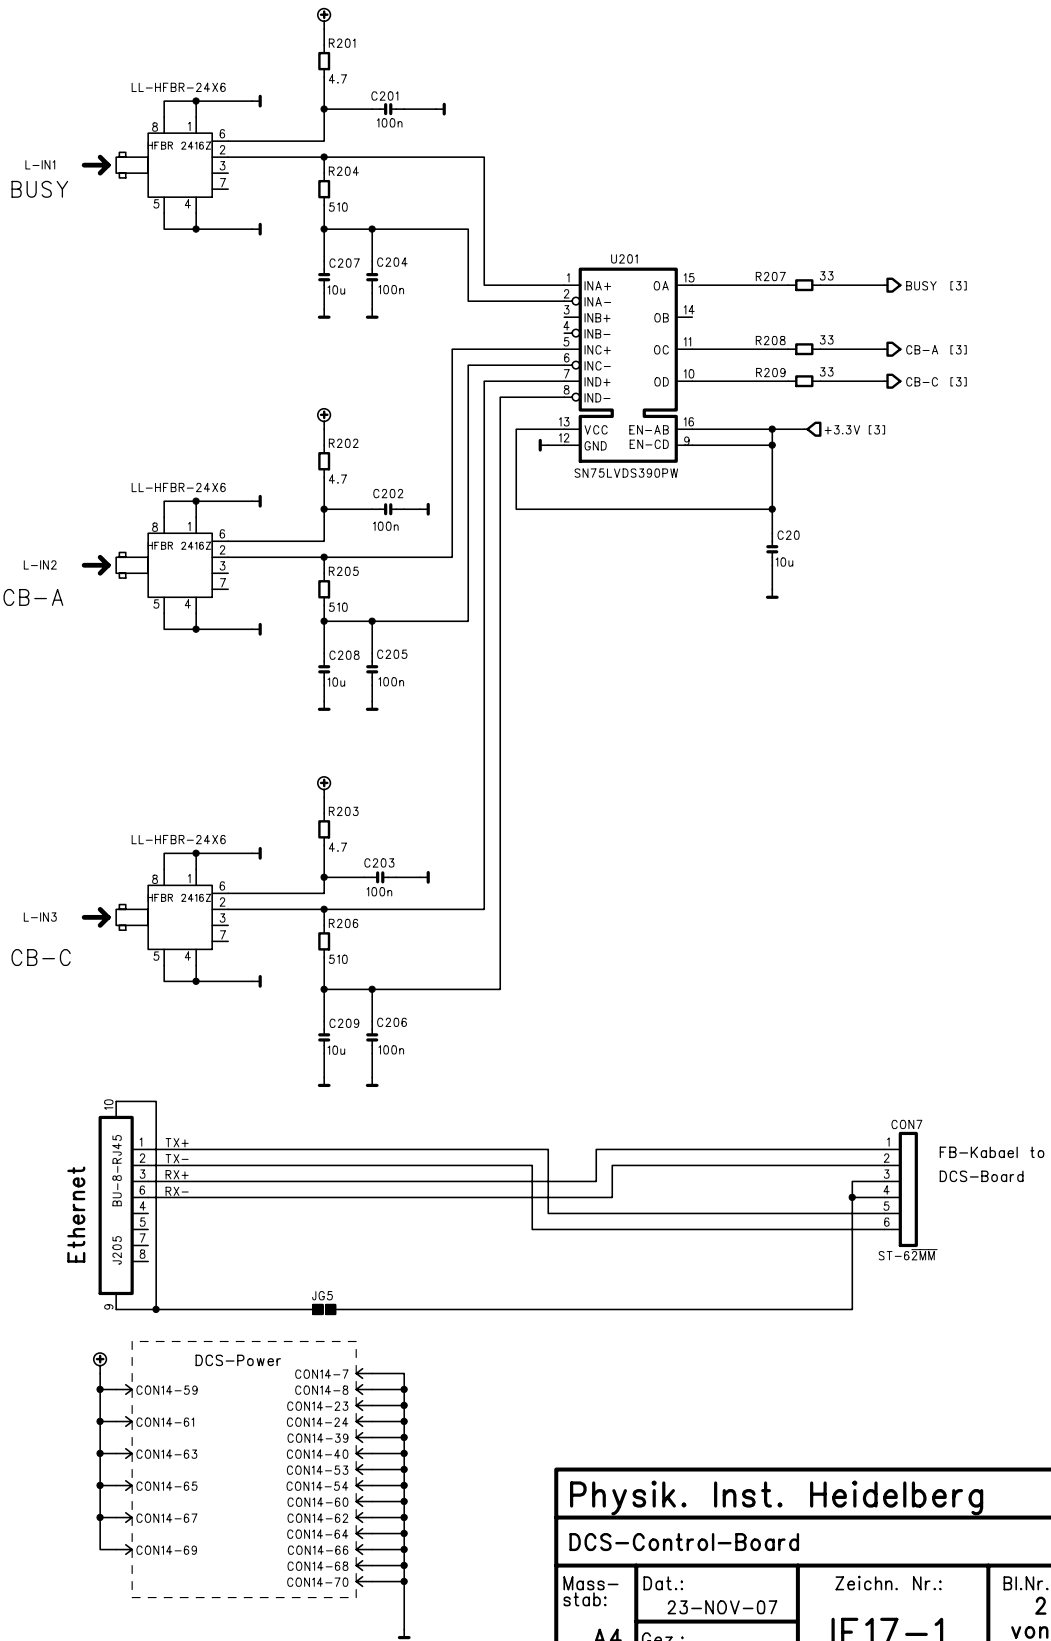 R201
4.7
LL-HFBR-24X6
C201
100n
8 1
HFBR 2416Z
6
2
3
7
5 4
L-IN1
BUSY
R204
510
C207
10u
C204
100n
U201
1 INA+ OA 15
2 INA-
3 INB+ OB 14
4 INB-
5 INC+ OC 11
6 INC-
7 IND+ OD 10
8 IND-
13 VCC EN-AB 16
12 GND EN-CD 9
SN75LVDS390PW
R207 33 BUSY [3]
R208 33 CB-A [3]
R209 33 CB-C [3]
+3.3V [3]
C20
10u
R202
4.7
LL-HFBR-24X6
C202
100n
8 1
HFBR 2416Z
6
2
3
7
5 4
L-IN2
CB-A
R205
510
C208
10u
C205
100n
R203
4.7
LL-HFBR-24X6
C203
100n
8 1
HFBR 2416Z
6
2
3
7
5 4
L-IN3
CB-C
R206
510
C209
10u
C206
100n
Ethernet
10
J205 BU-8-RJ45
1 TX+
2 TX-
3 RX+
6 RX-
4
5
7
8
9
JG5
CON7
1
2
3
4
5
6
ST-62MM
FB-Kabael to
DCS-Board
DCS-Power
CON14-59
CON14-61
CON14-63
CON14-65
CON14-67
CON14-69
CON14-7
CON14-8
CON14-23
CON14-24
CON14-39
CON14-40
CON14-53
CON14-54
CON14-60
CON14-62
CON14-64
CON14-66
CON14-68
CON14-70
Physik. Inst. Heidelberg
DCS-Control-Board
Mass-
stab:
A4
Dat.:
23-NOV-07
Gez.:
Zeichn. Nr.:
IF17-1
Bl.Nr.
2
von